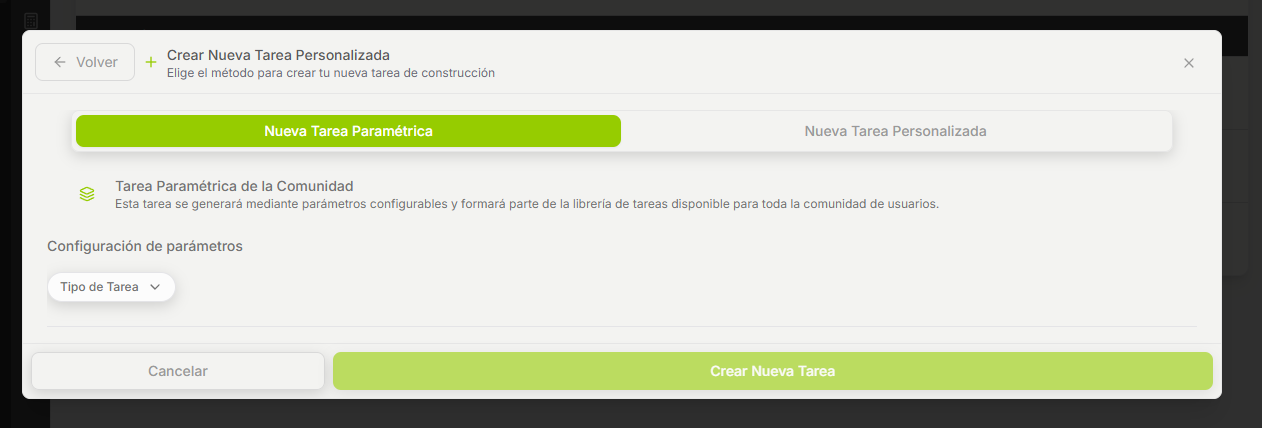 Volver
Crear Nueva Tarea Personalizada
Elige el método para crear tu nueva tarea de construcción
Nueva Tarea Paramétrica
Nueva Tarea Personalizada
Tarea Paramétrica de la Comunidad
Esta tarea se generará mediante parámetros configurables y formará parte de la librería de tareas disponible para toda la comunidad de usuarios.
Configuración de parámetros
Tipo de Tarea
Cancelar
Crear Nueva Tarea